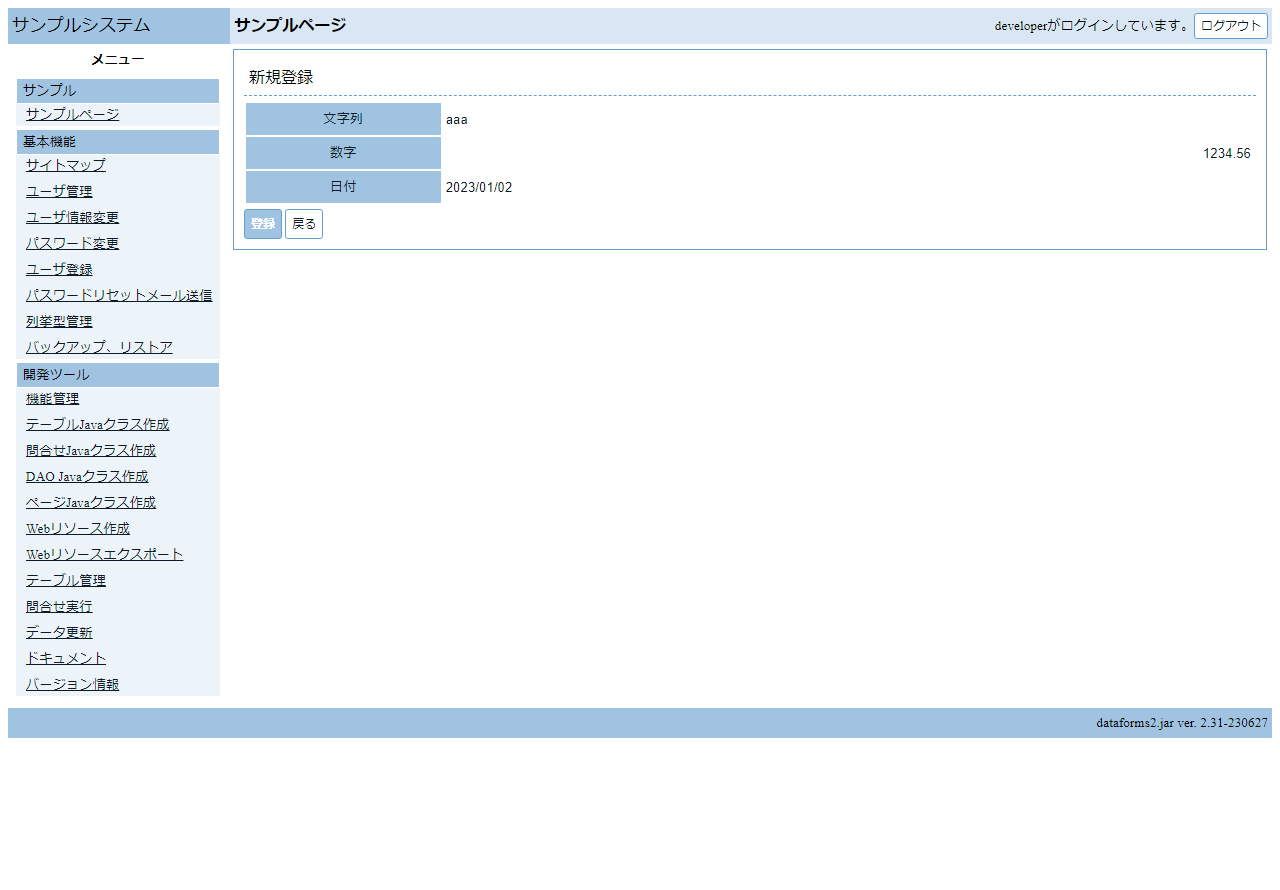 サンプルシステム サンプルページ developerがログインしています。 ログアウト
メニュー
サンプル
サンプルページ
基本機能
サイトマップ
ユーザ管理
ユーザ情報変更
パスワード変更
ユーザ登録
パスワードリセットメール送信
列挙型管理
バックアップ、リストア
開発ツール
機能管理
テーブルJavaクラス作成
問合せJavaクラス作成
DAO Javaクラス作成
ページJavaクラス作成
Webリソース作成
Webリソースエクスポート
テーブル管理
問合せ実行
データ更新
ドキュメント
バージョン情報
新規登録
文字列 aaa
数字 1234.56
日付 2023/01/02
登録 戻る
dataforms2.jar ver. 2.31-230627